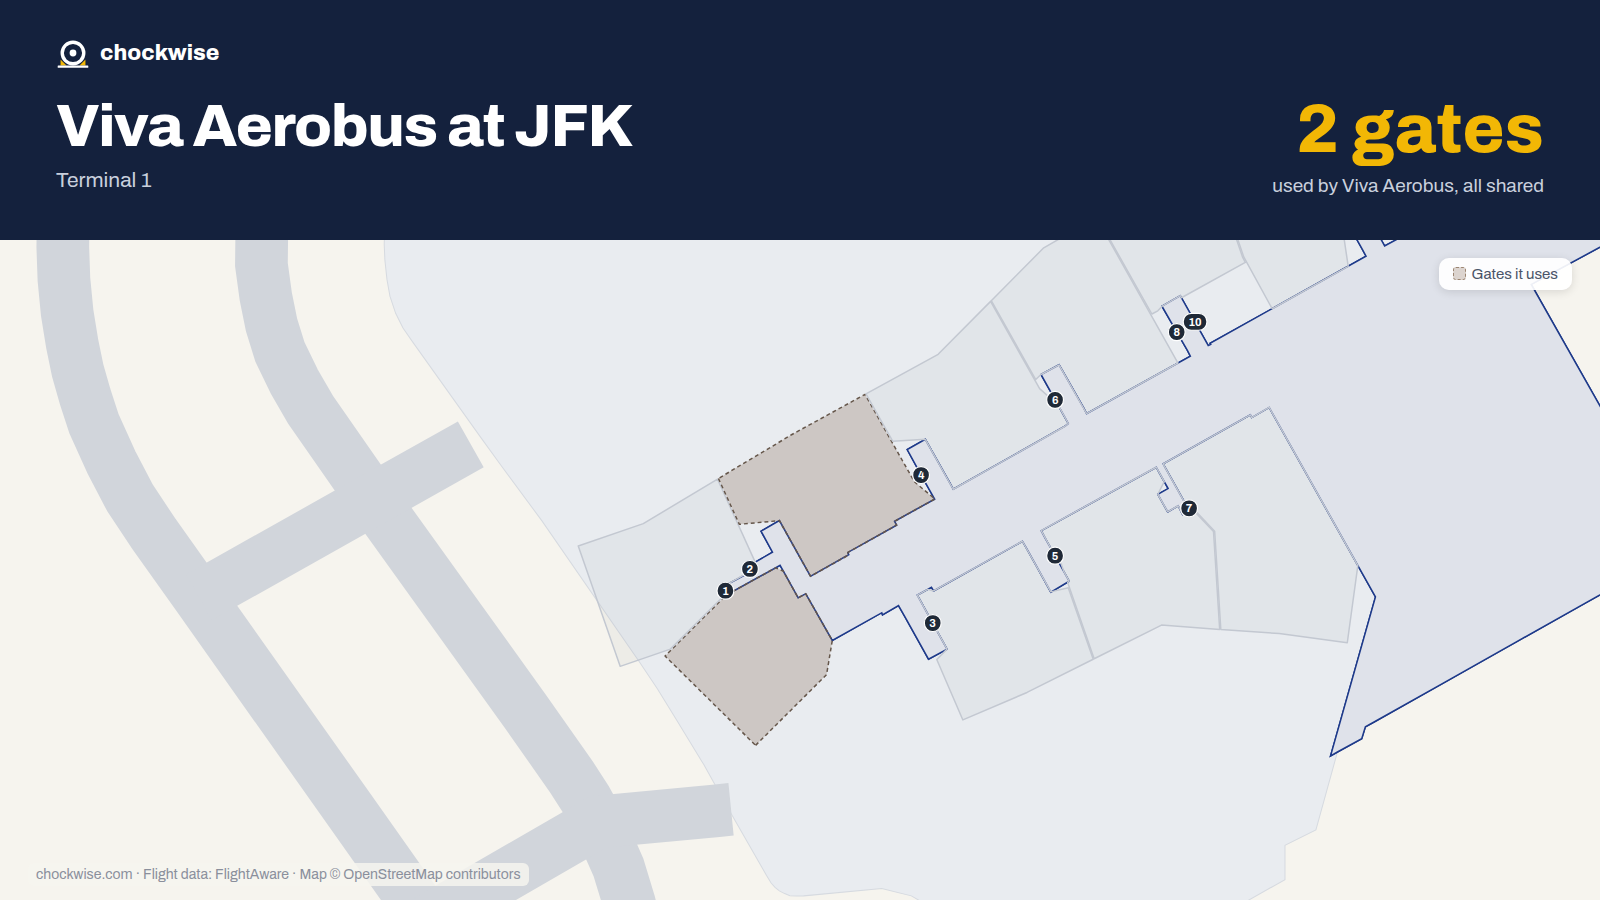 chockwise
Viva Aerobus at JFK
Terminal 1
2 gates
used by Viva Aerobus, all shared
Gates it uses
10
8
6
4
7
5
2
1
3
chockwise.com · Flight data: FlightAware · Map © OpenStreetMap contributors